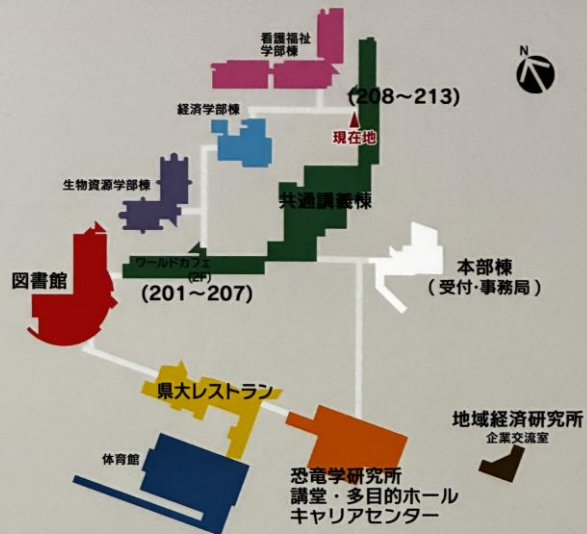 看護福祉
学部棟
N
(208～213)
経済学部棟
現在地
生物資源学部棟
共通講義棟
図書館
ワールドカフェ
(2F)
(201～207)
本部棟
(受付・事務局)
県大レストラン
地域経済研究所
企業交流室
体育館
恐竜学研究所
講堂・多目的ホール
キャリアセンター